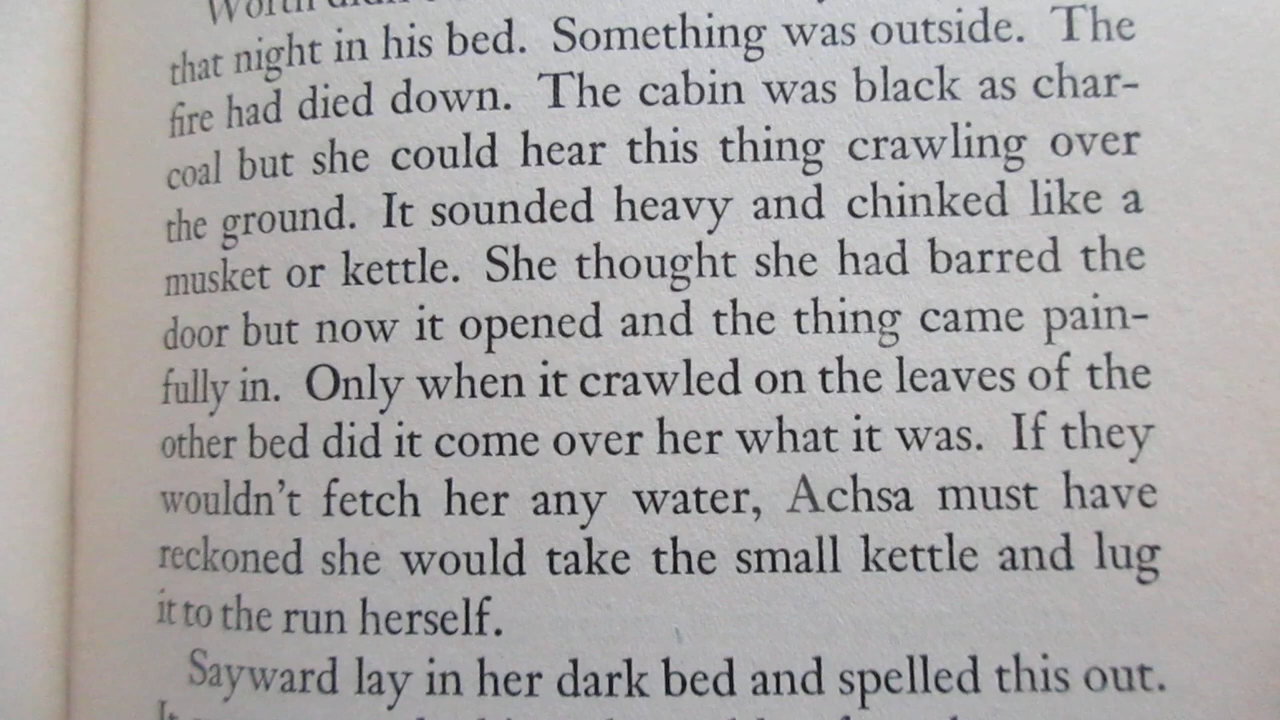 Worth
that night in his bed. Something was outside. The
fire had died down. The cabin was black as char-
coal but she could hear this thing crawling over
the ground. It sounded heavy and chinked like a
musket or kettle. She thought she had barred the
door but now it opened and the thing came pain-
fully in. Only when it crawled on the leaves of the
other bed did it come over her what it was. If they
wouldn't fetch her any water, Achsa must have
reckoned she would take the small kettle and lug
it to the run herself.
Sayward lay in her dark bed and spelled this out.